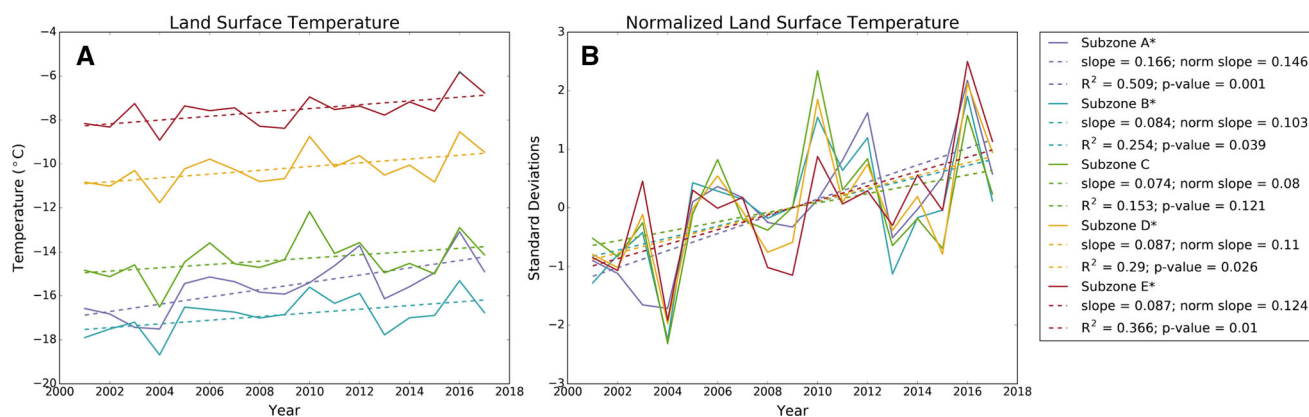 Land Surface Temperature
A
−4
−6
−8
−10
−12
−14
−16
−18
−20
Temperature (°C)
2000 2002 2004 2006 2008 2010 2012 2014 2016 2018
Year
Normalized Land Surface Temperature
B
3
2
1
0
−1
−2
−3
Standard Deviations
2000 2002 2004 2006 2008 2010 2012 2014 2016 2018
Year
Subzone A*
slope = 0.166; norm slope = 0.146
R² = 0.509; p-value = 0.001
Subzone B*
slope = 0.084; norm slope = 0.103
R² = 0.254; p-value = 0.039
Subzone C
slope = 0.074; norm slope = 0.08
R² = 0.153; p-value = 0.121
Subzone D*
slope = 0.087; norm slope = 0.11
R² = 0.29; p-value = 0.026
Subzone E*
slope = 0.087; norm slope = 0.124
R² = 0.366; p-value = 0.01